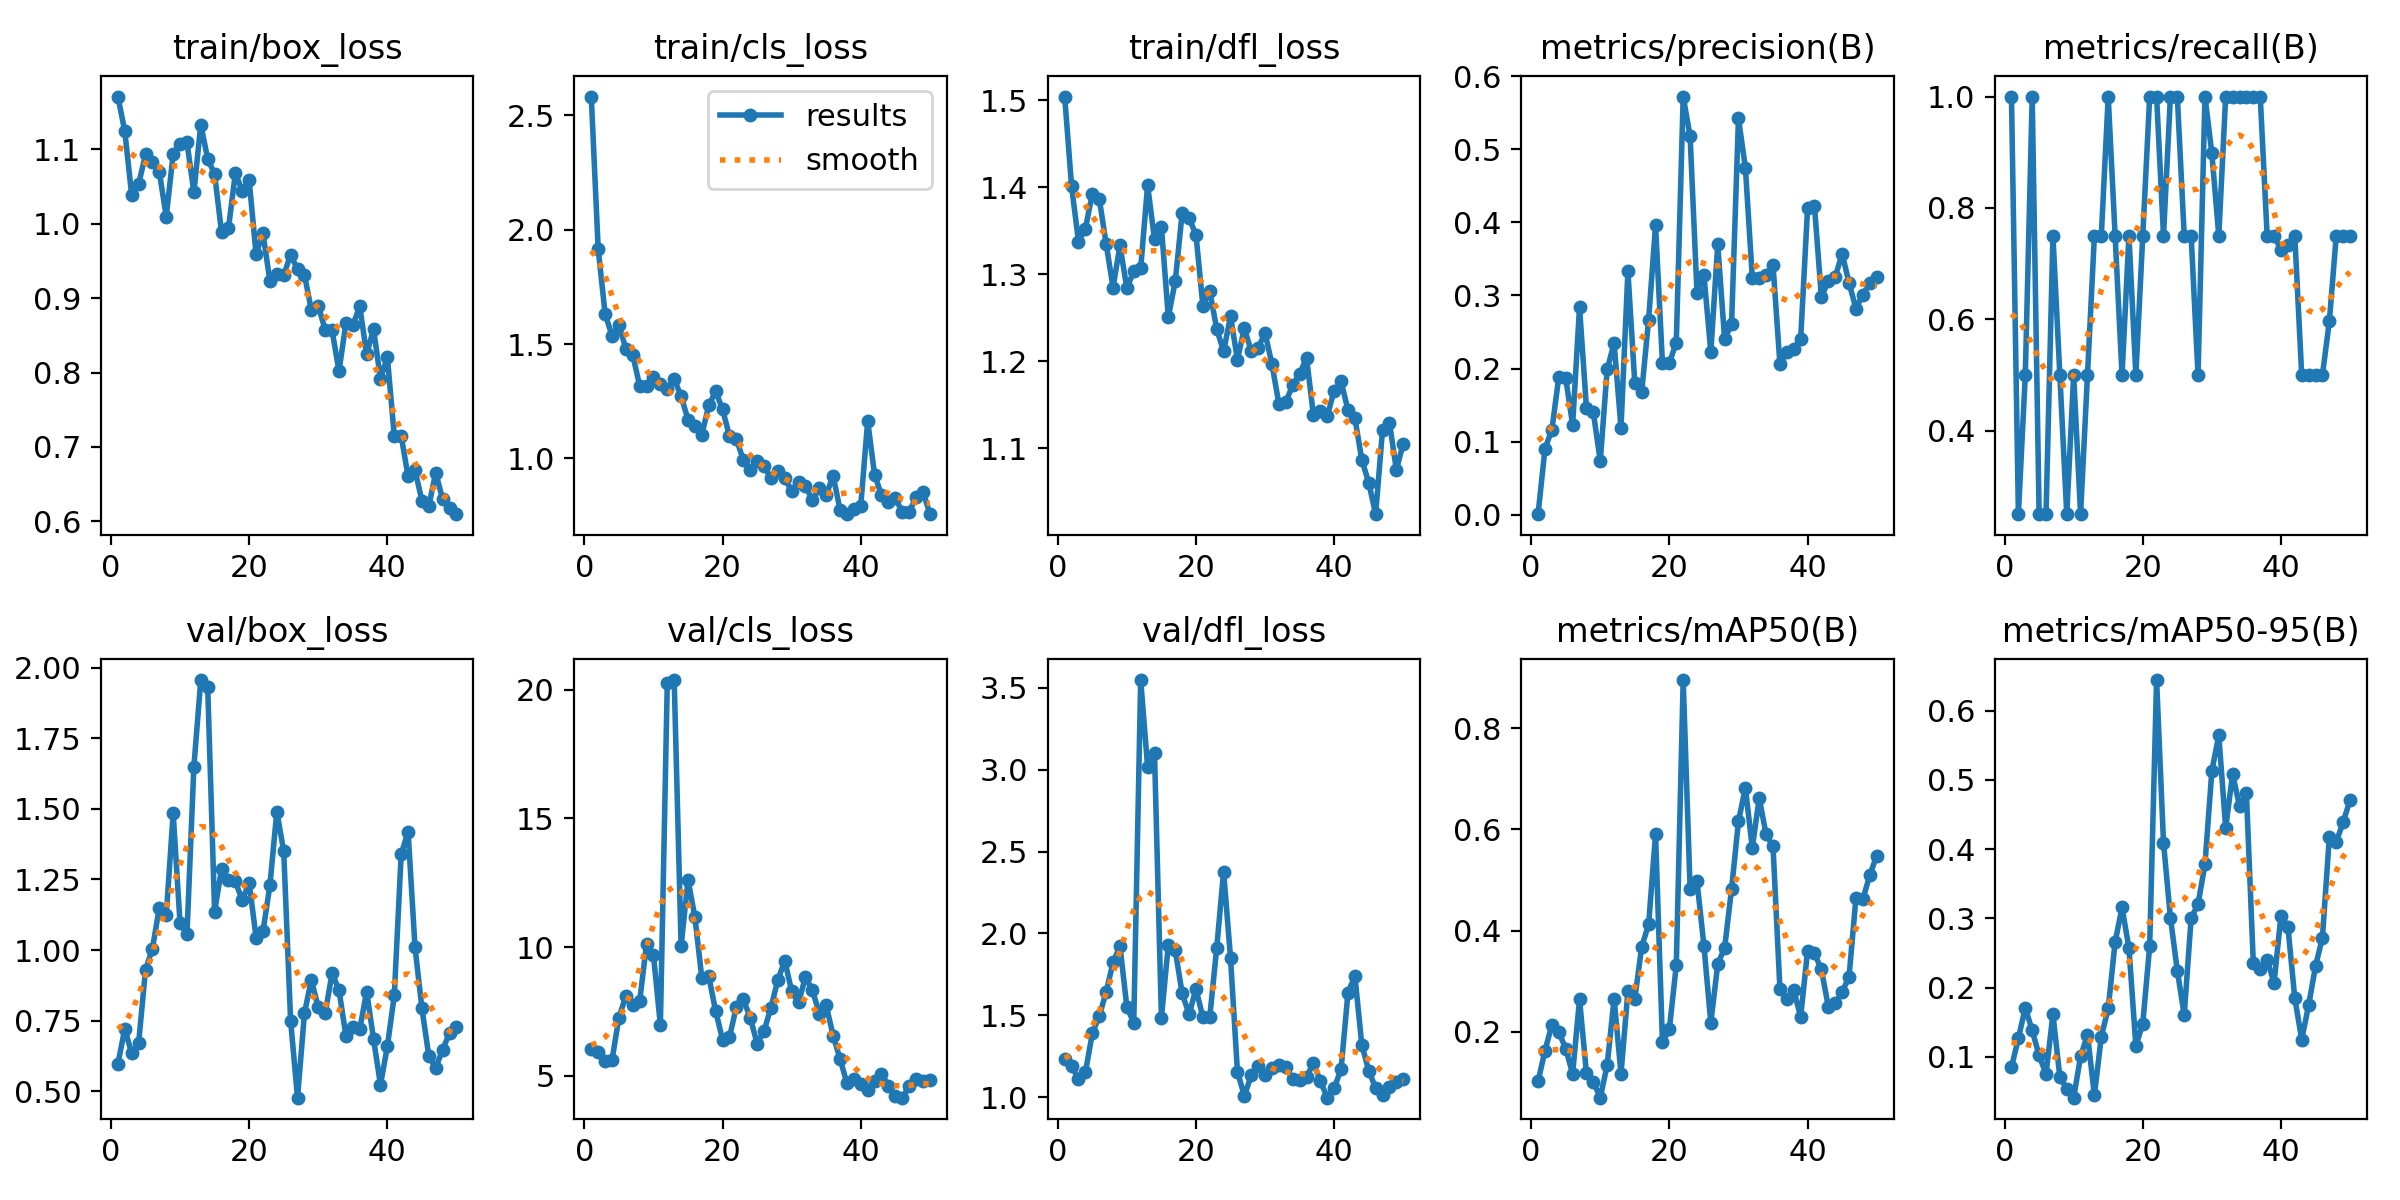 train/box_loss
train/cls_loss
train/dfl_loss
metrics/precision(B)
metrics/recall(B)
results
smooth
1.1
1.0
0.9
0.8
0.7
0.6
0 20 40
2.5
2.0
1.5
1.0
0 20 40
1.5
1.4
1.3
1.2
1.1
0 20 40
0.6
0.5
0.4
0.3
0.2
0.1
0.0
0 20 40
1.0
0.8
0.6
0.4
0 20 40
val/box_loss
val/cls_loss
val/dfl_loss
metrics/mAP50(B)
metrics/mAP50-95(B)
2.00
1.75
1.50
1.25
1.00
0.75
0.50
0 20 40
20
15
10
5
0 20 40
3.5
3.0
2.5
2.0
1.5
1.0
0 20 40
0.8
0.6
0.4
0.2
0 20 40
0.6
0.5
0.4
0.3
0.2
0.1
0 20 40